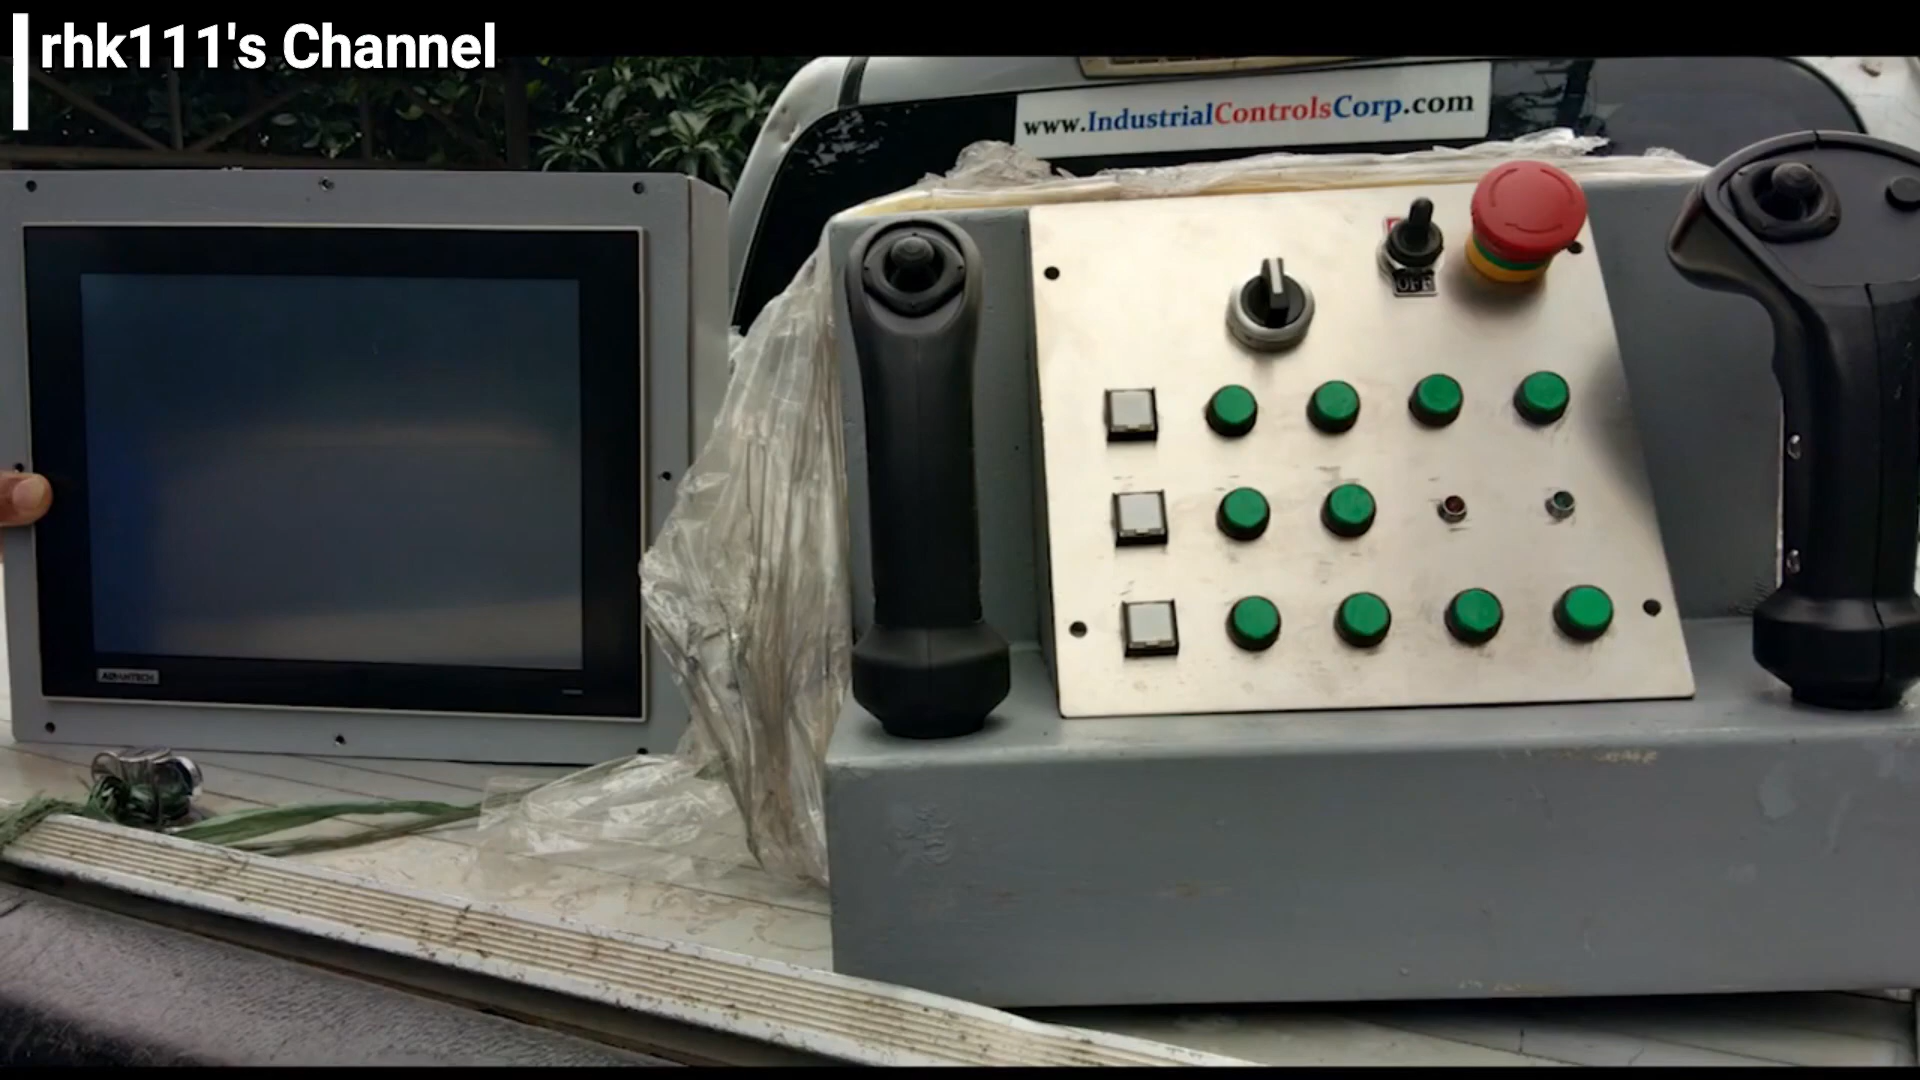 rhk111's Channel
www.IndustrialControlsCorp.com
OFF
ADVANTECH